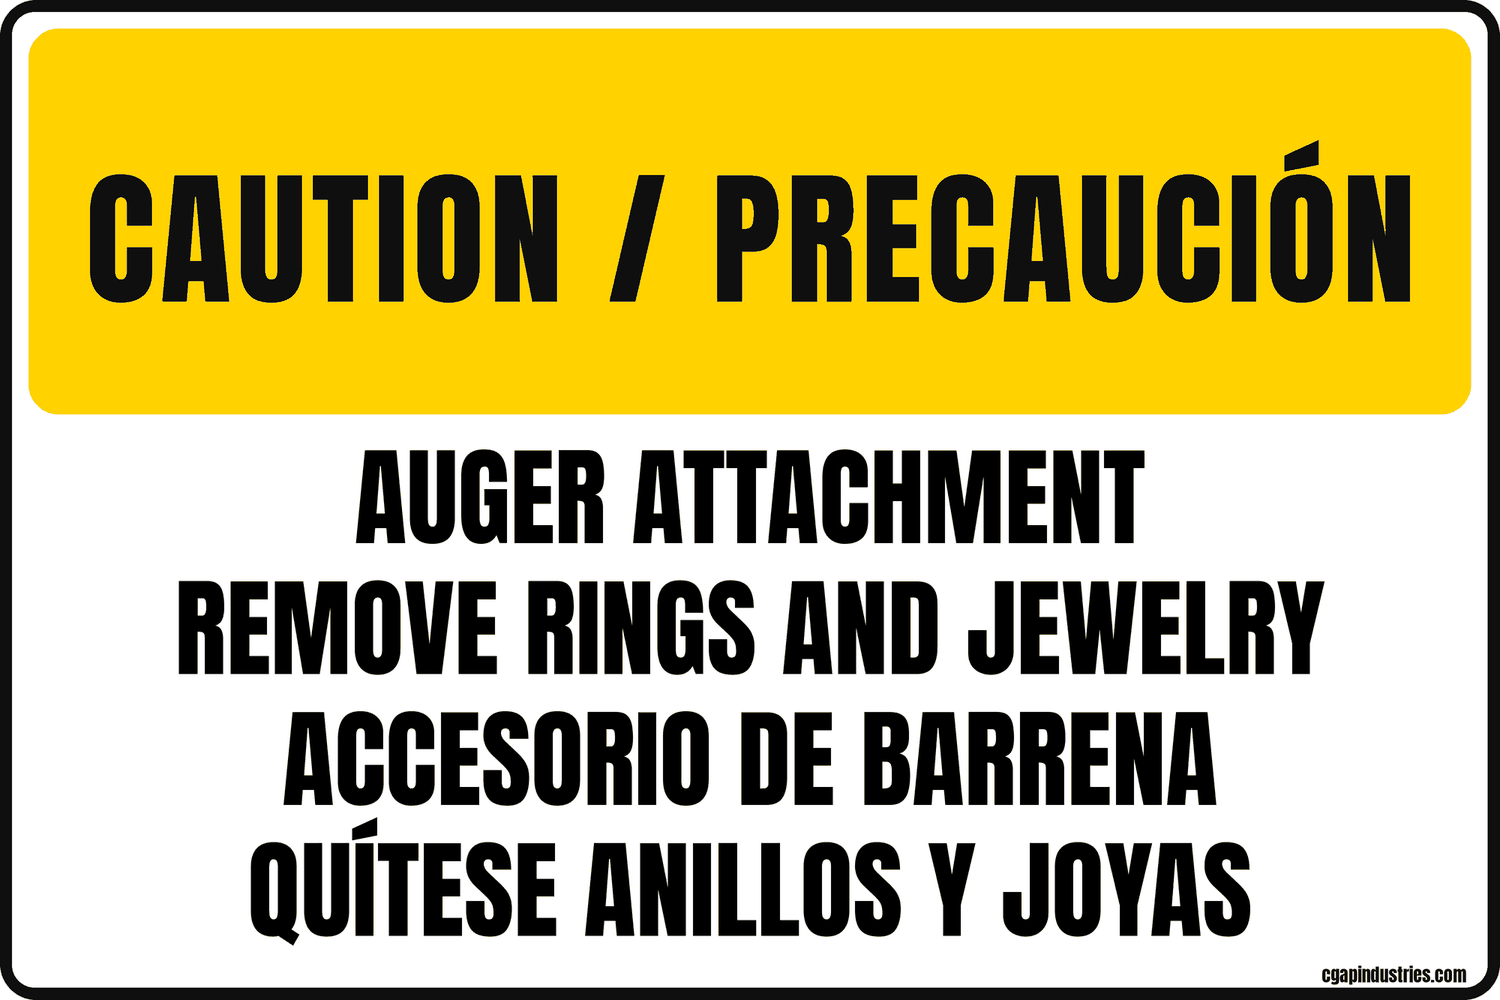 CAUTION / PRECAUCIÓN
AUGER ATTACHMENT
REMOVE RINGS AND JEWELRY
ACCESORIO DE BARRENA
QUÍTESE ANILLOS Y JOYAS
cgapindustries.com